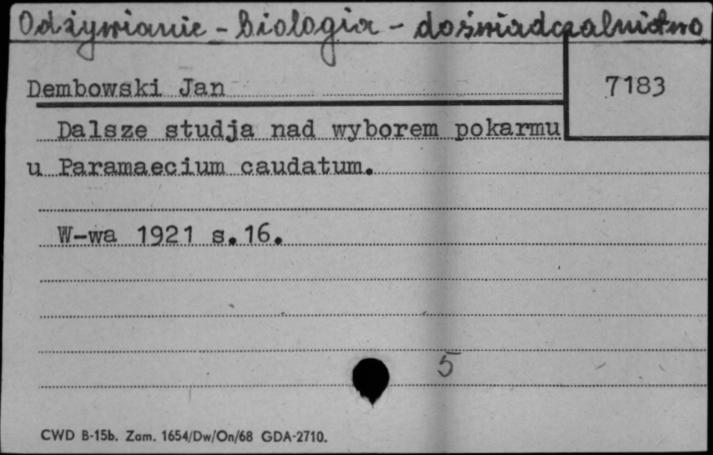 Odżywianie - biologia - doświadczalnictwo
Dembowski Jan
7183
Dalsze studja nad wyborem pokarmu
u Paramaecium caudatum.
W-wa 1921 s.16.
5
CWD B-15b. Zam. 1654/Dw/On/68 GDA-2710.